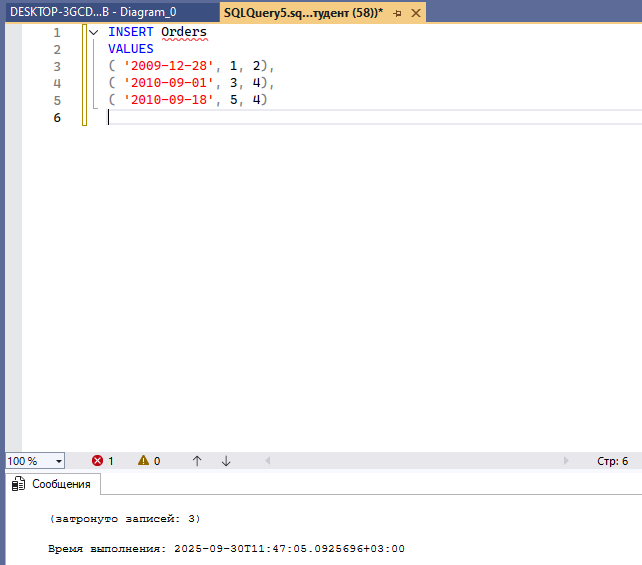 DESKTOP-3GCD...B - Diagram_0
SQLQuery5.sq...тудент (58))*
1 INSERT Orders
2 VALUES
3 ( '2009-12-28', 1, 2),
4 ( '2010-09-01', 3, 4),
5 ( '2010-09-18', 5, 4)
6
100 % 1 0 Стр: 6
Сообщения
(затронуто записей: 3)
Время выполнения: 2025-09-30T11:47:05.0925696+03:00